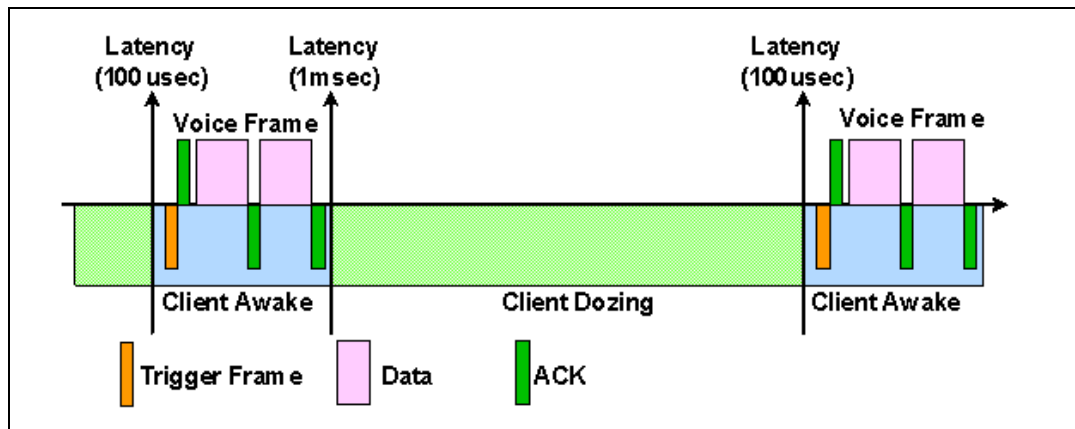 Latency
(100 usec)
Latency
(1msec)
Latency
(100 usec)
Voice Frame
Voice Frame
Client Awake
Client Dozing
Client Awake
Trigger Frame
Data
ACK